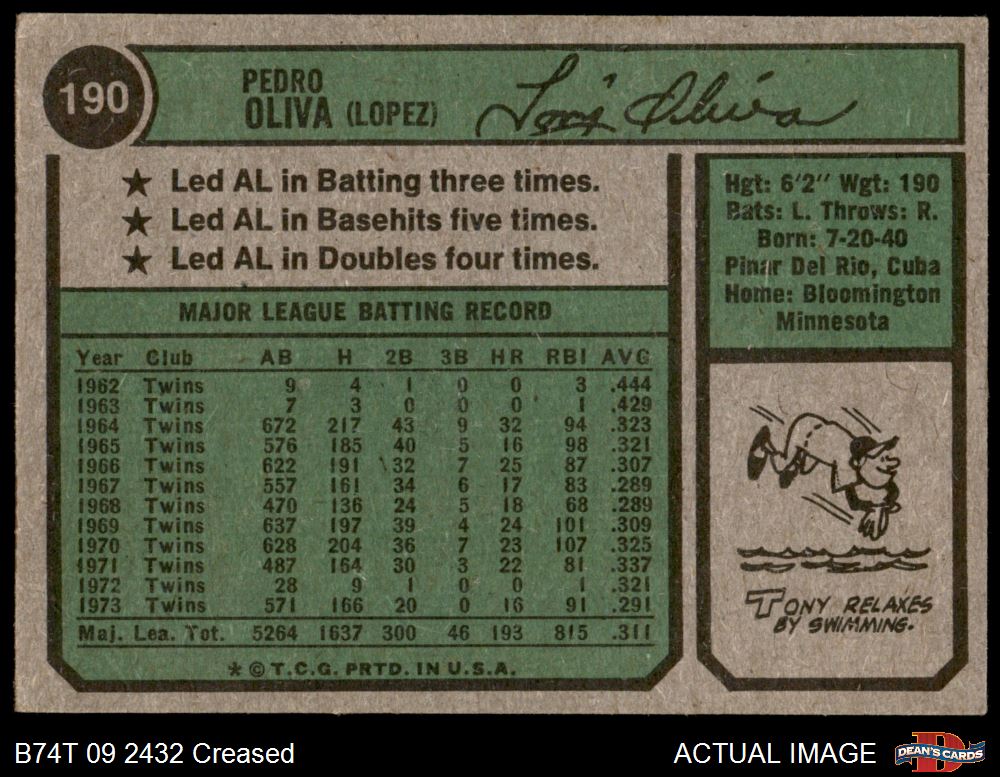 190
PEDRO
OLIVA (LOPEZ)
Tony Oliva
★ Led AL in Batting three times.
★ Led AL in Basehits five times.
★ Led AL in Doubles four times.
MAJOR LEAGUE BATTING RECORD
Year Club AB H 2B 3B HR RBI AVG
1962 Twins 9 4 1 0 0 3 .444
1963 Twins 7 3 0 0 0 1 .429
1964 Twins 672 217 43 9 32 94 .323
1965 Twins 576 185 40 5 16 98 .321
1966 Twins 622 191 32 7 25 87 .307
1967 Twins 557 161 34 6 17 83 .289
1968 Twins 470 136 24 5 18 68 .289
1969 Twins 637 197 39 4 24 101 .309
1970 Twins 628 204 36 7 23 107 .325
1971 Twins 487 164 30 3 22 81 .337
1972 Twins 28 9 1 0 0 1 .321
1973 Twins 571 166 20 0 16 91 .291
Maj. Lea. Tot. 5264 1637 300 46 193 815 .311
* © T.C.G. PRTD. IN U.S.A.
Hgt: 6'2" Wgt: 190
Bats: L. Throws: R.
Born: 7-20-40
Pinar Del Rio, Cuba
Home: Bloomington
Minnesota
TONY RELAXES
BY SWIMMING.
B74T 09 2432 Creased
ACTUAL IMAGE
DEAN'S CARDS